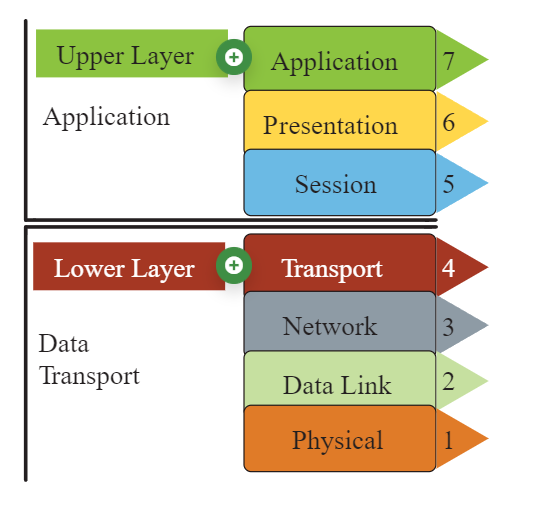 Upper Layer
Application 7
Application
Presentation 6
Session 5
Lower Layer
Transport 4
Network 3
Data
Transport
Data Link 2
Physical 1